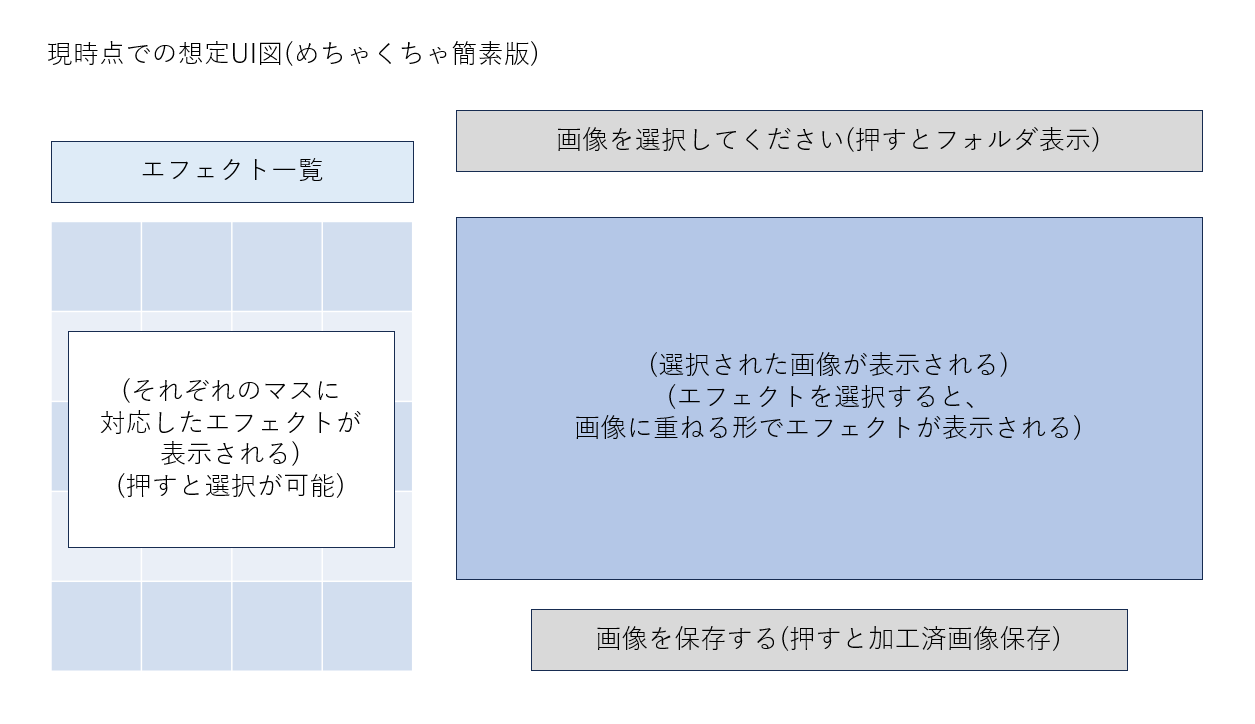 現時点での想定UI図(めちゃくちゃ簡素版)
エフェクト一覧
(それぞれのマスに
対応したエフェクトが
表示される)
(押すと選択が可能)
画像を選択してください(押すとフォルダ表示)
(選択された画像が表示される)
(エフェクトを選択すると、
画像に重ねる形でエフェクトが表示される)
画像を保存する(押すと加工済画像保存)